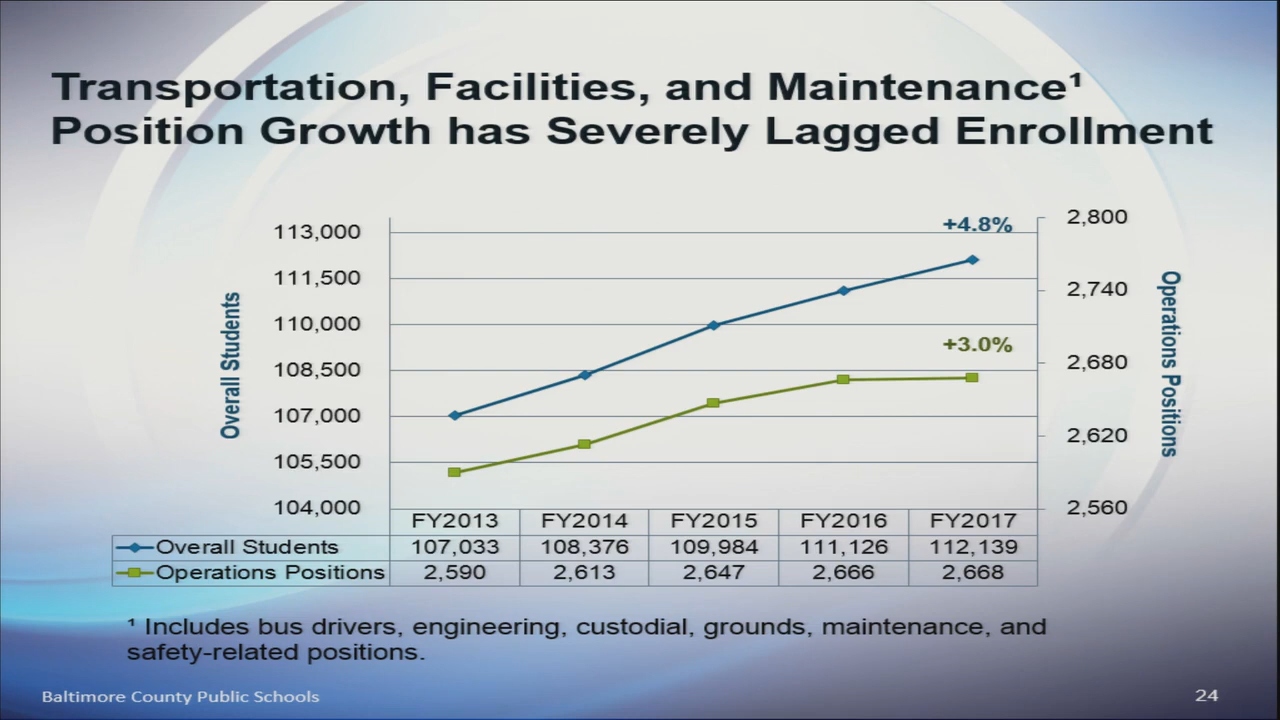 Transportation, Facilities, and Maintenance¹
Position Growth has Severely Lagged Enrollment
+4.8%
+3.0%
Overall Students
113,000
111,500
110,000
108,500
107,000
105,500
104,000
2,800
2,740
2,680
2,620
2,560
Operations Positions
FY2013 FY2014 FY2015 FY2016 FY2017
Overall Students 107,033 108,376 109,984 111,126 112,139
Operations Positions 2,590 2,613 2,647 2,666 2,668
¹ Includes bus drivers, engineering, custodial, grounds, maintenance, and
safety-related positions.
Baltimore County Public Schools
24